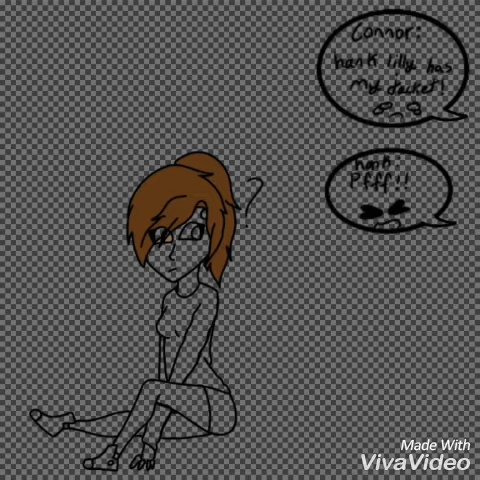 Connor:
hank lilly has
my jacket!
hank:
Pfff!!
?
Made With
VivaVideo